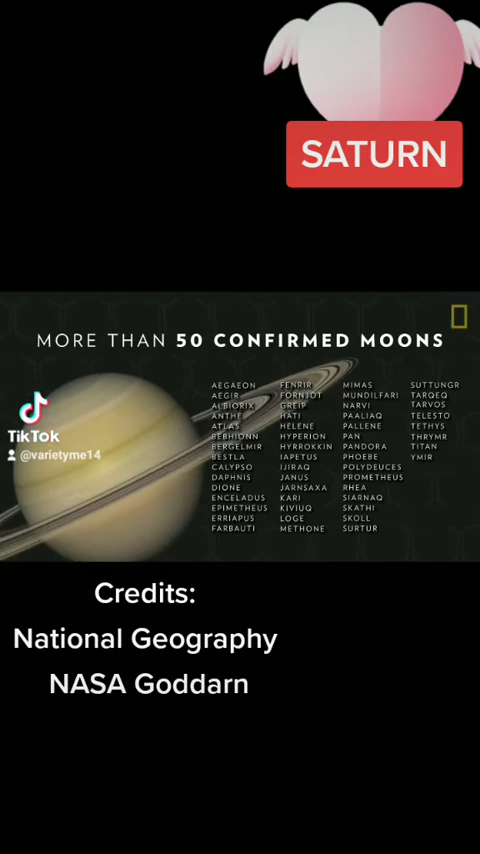 SATURN
MORE THAN 50 CONFIRMED MOONS
AEGAEON
AEGIR
ALBIORIX
ANTHE
ATLAS
BEBHIONN
BERGELMIR
BESTLA
CALYPSO
DAPHNIS
DIONE
ENCELADUS
EPIMETHEUS
ERRIAPUS
FARBAUTI
FENRIR
FORNJOT
GREIP
HATI
HELENE
HYPERION
HYRROKKIN
IAPETUS
IJIRAQ
JANUS
JARNSAXA
KARI
KIVIUQ
LOGE
METHONE
MIMAS
MUNDILFARI
NARVI
PAALIAQ
PALLENE
PAN
PANDORA
PHOEBE
POLYDEUCES
PROMETHEUS
RHEA
SIARNAQ
SKATHI
SKOLL
SURTUR
SUTTUNGR
TARQEQ
TARVOS
TELESTO
TETHYS
THRYMR
TITAN
YMIR
TikTok
@varietyme14
Credits:
National Geography
NASA Goddarn